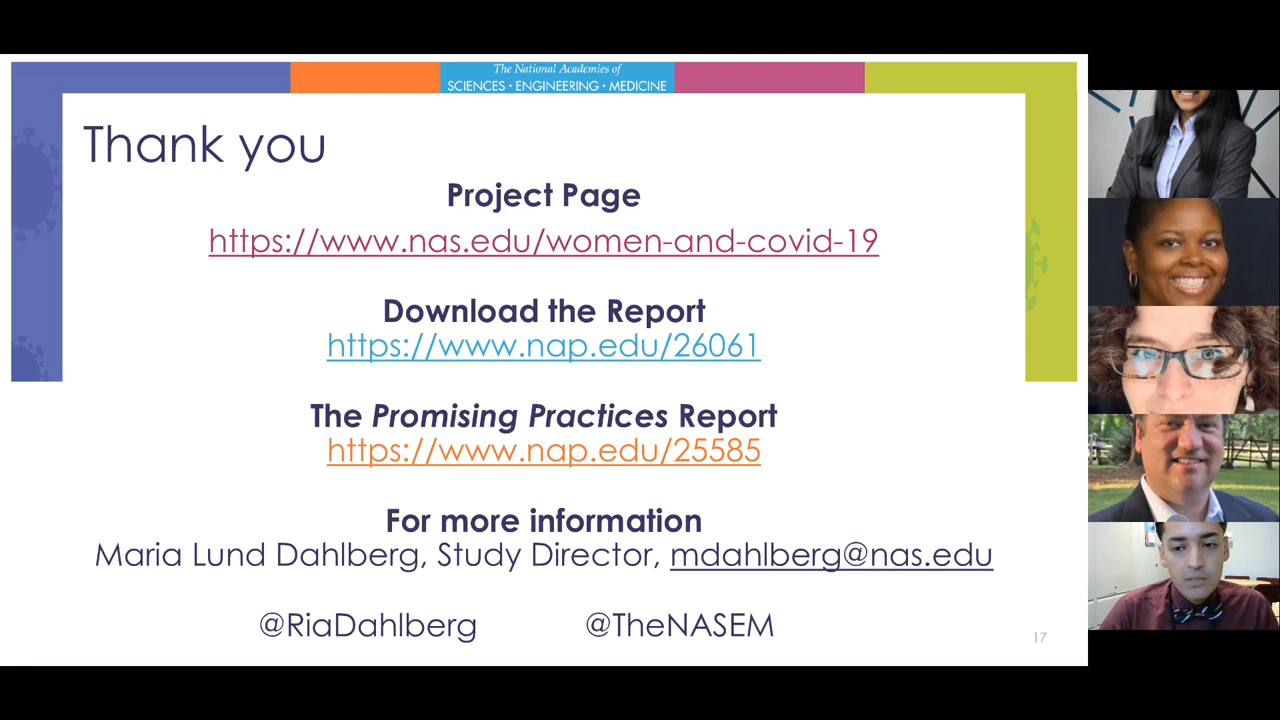 The National Academies of
SCIENCES • ENGINEERING • MEDICINE
Thank you
Project Page
https://www.nas.edu/women-and-covid-19
Download the Report
https://www.nap.edu/26061
The Promising Practices Report
https://www.nap.edu/25585
For more information
Maria Lund Dahlberg, Study Director, mdahlberg@nas.edu
@RiaDahlberg @TheNASEM
17